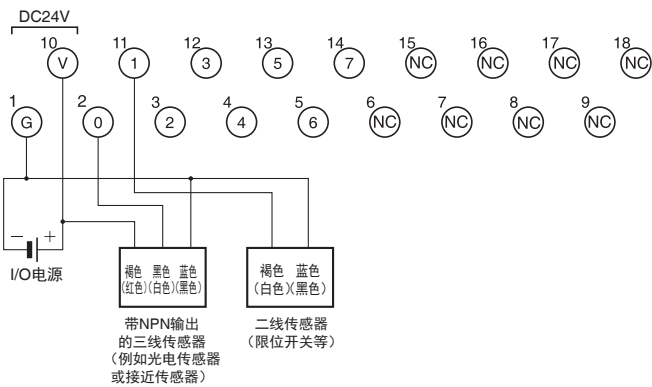 DC24V
10 11 12 13 14 15 16 17 18
V 1 3 5 7 NC NC NC NC
1 2 3 4 5 6 7 8 9
G 0 2 4 6 NC NC NC NC
− +
I/O电源
褐色 黑色 蓝色
(红色)(白色)(黑色)
褐色 蓝色
(白色)(黑色)
带NPN输出
的三线传感器
(例如光电传感器
或接近传感器)
二线传感器
(限位开关等)